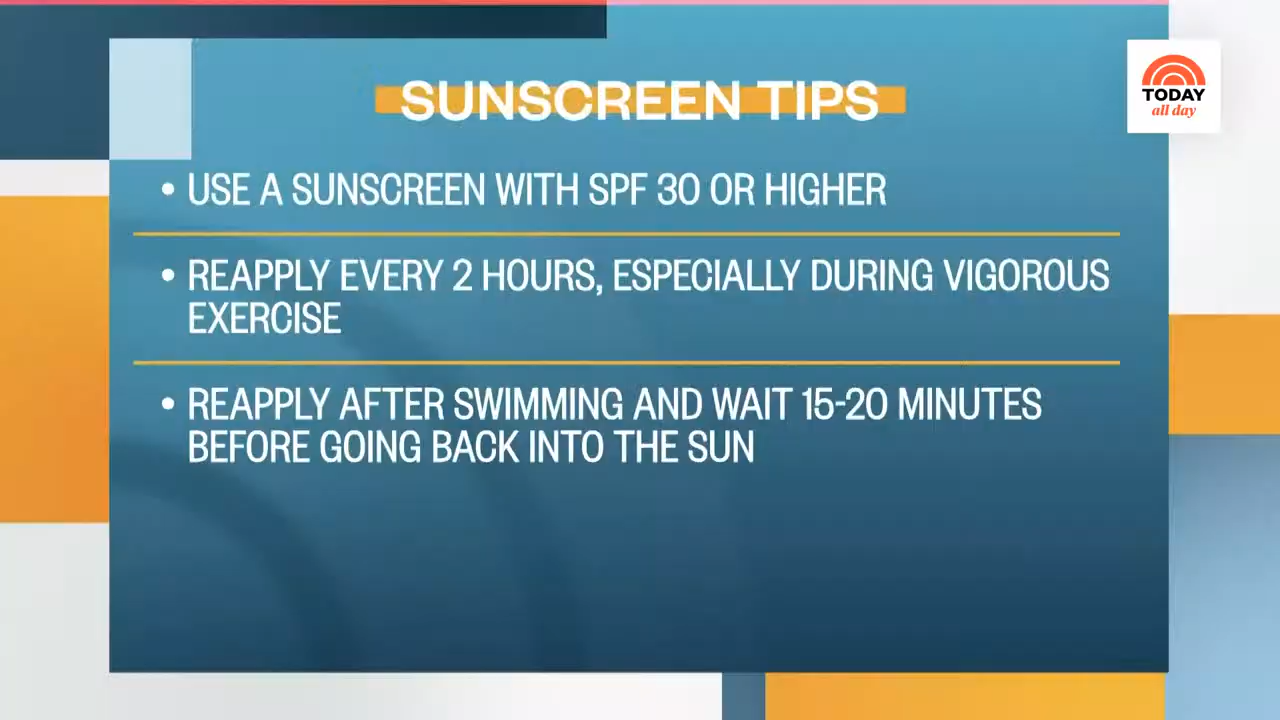 SUNSCREEN TIPS
TODAY
all day
• USE A SUNSCREEN WITH SPF 30 OR HIGHER
• REAPPLY EVERY 2 HOURS, ESPECIALLY DURING VIGOROUS
EXERCISE
• REAPPLY AFTER SWIMMING AND WAIT 15-20 MINUTES
BEFORE GOING BACK INTO THE SUN